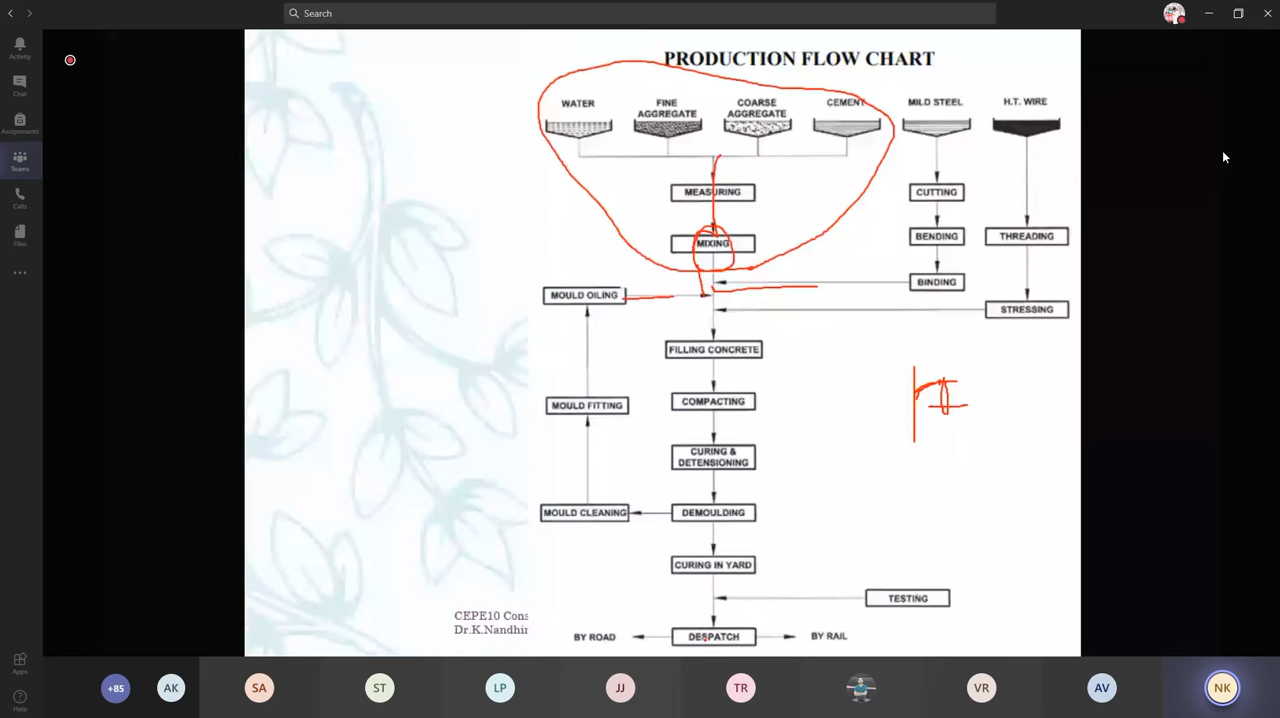 Search
Activity
Chat
Assignments
Teams
Calls
Files
Apps
Help
PRODUCTION FLOW CHART
WATER
FINE
AGGREGATE
COARSE
AGGREGATE
CEMENT
MILD STEEL
H.T. WIRE
MEASURING
CUTTING
MIXING
BENDING
THREADING
BINDING
MOULD OILING
STRESSING
FILLING CONCRETE
COMPACTING
MOULD FITTING
CURING &
DETENSIONING
MOULD CLEANING
DEMOULDING
CURING IN YARD
TESTING
CEPE10 Cons
Dr.K.Nandhin
BY ROAD
DESPATCH
BY RAIL
+85
AK
SA
ST
LP
JJ
TR
VR
AV
NK